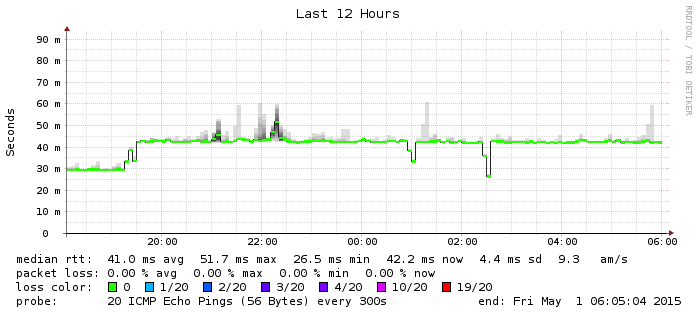 Last 12 Hours
RRDTOOL / TOBI OETIKER
Seconds
90 m
80 m
70 m
60 m
50 m
40 m
30 m
20 m
10 m
0
20:00 22:00 00:00 02:00 04:00 06:00
median rtt: 41.0 ms avg 51.7 ms max 26.5 ms min 42.2 ms now 4.4 ms sd 9.3 am/s
packet loss: 0.00 % avg 0.00 % max 0.00 % min 0.00 % now
loss color: 0 1/20 2/20 3/20 4/20 10/20 19/20
probe: 20 ICMP Echo Pings (56 Bytes) every 300s end: Fri May 1 06:05:04 2015